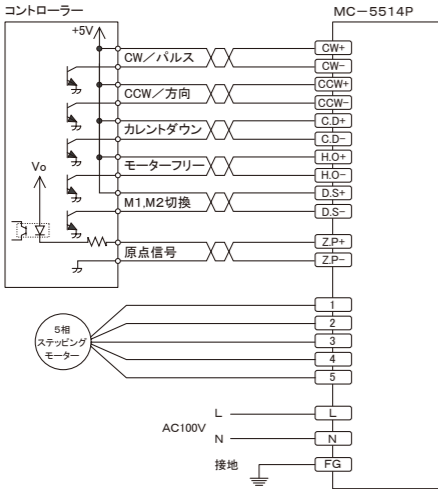 コントローラー
MC-5514P
+5V
CW/パルス
CW+
CW-
CCW/方向
CCW+
CCW-
カレントダウン
C.D+
C.D-
モーターフリー
H.O+
H.O-
Vo
M1,M2切換
D.S+
D.S-
原点信号
Z.P+
Z.P-
5相
ステッピング
モーター
1
2
3
4
5
AC100V
L
L
N
N
接地
FG